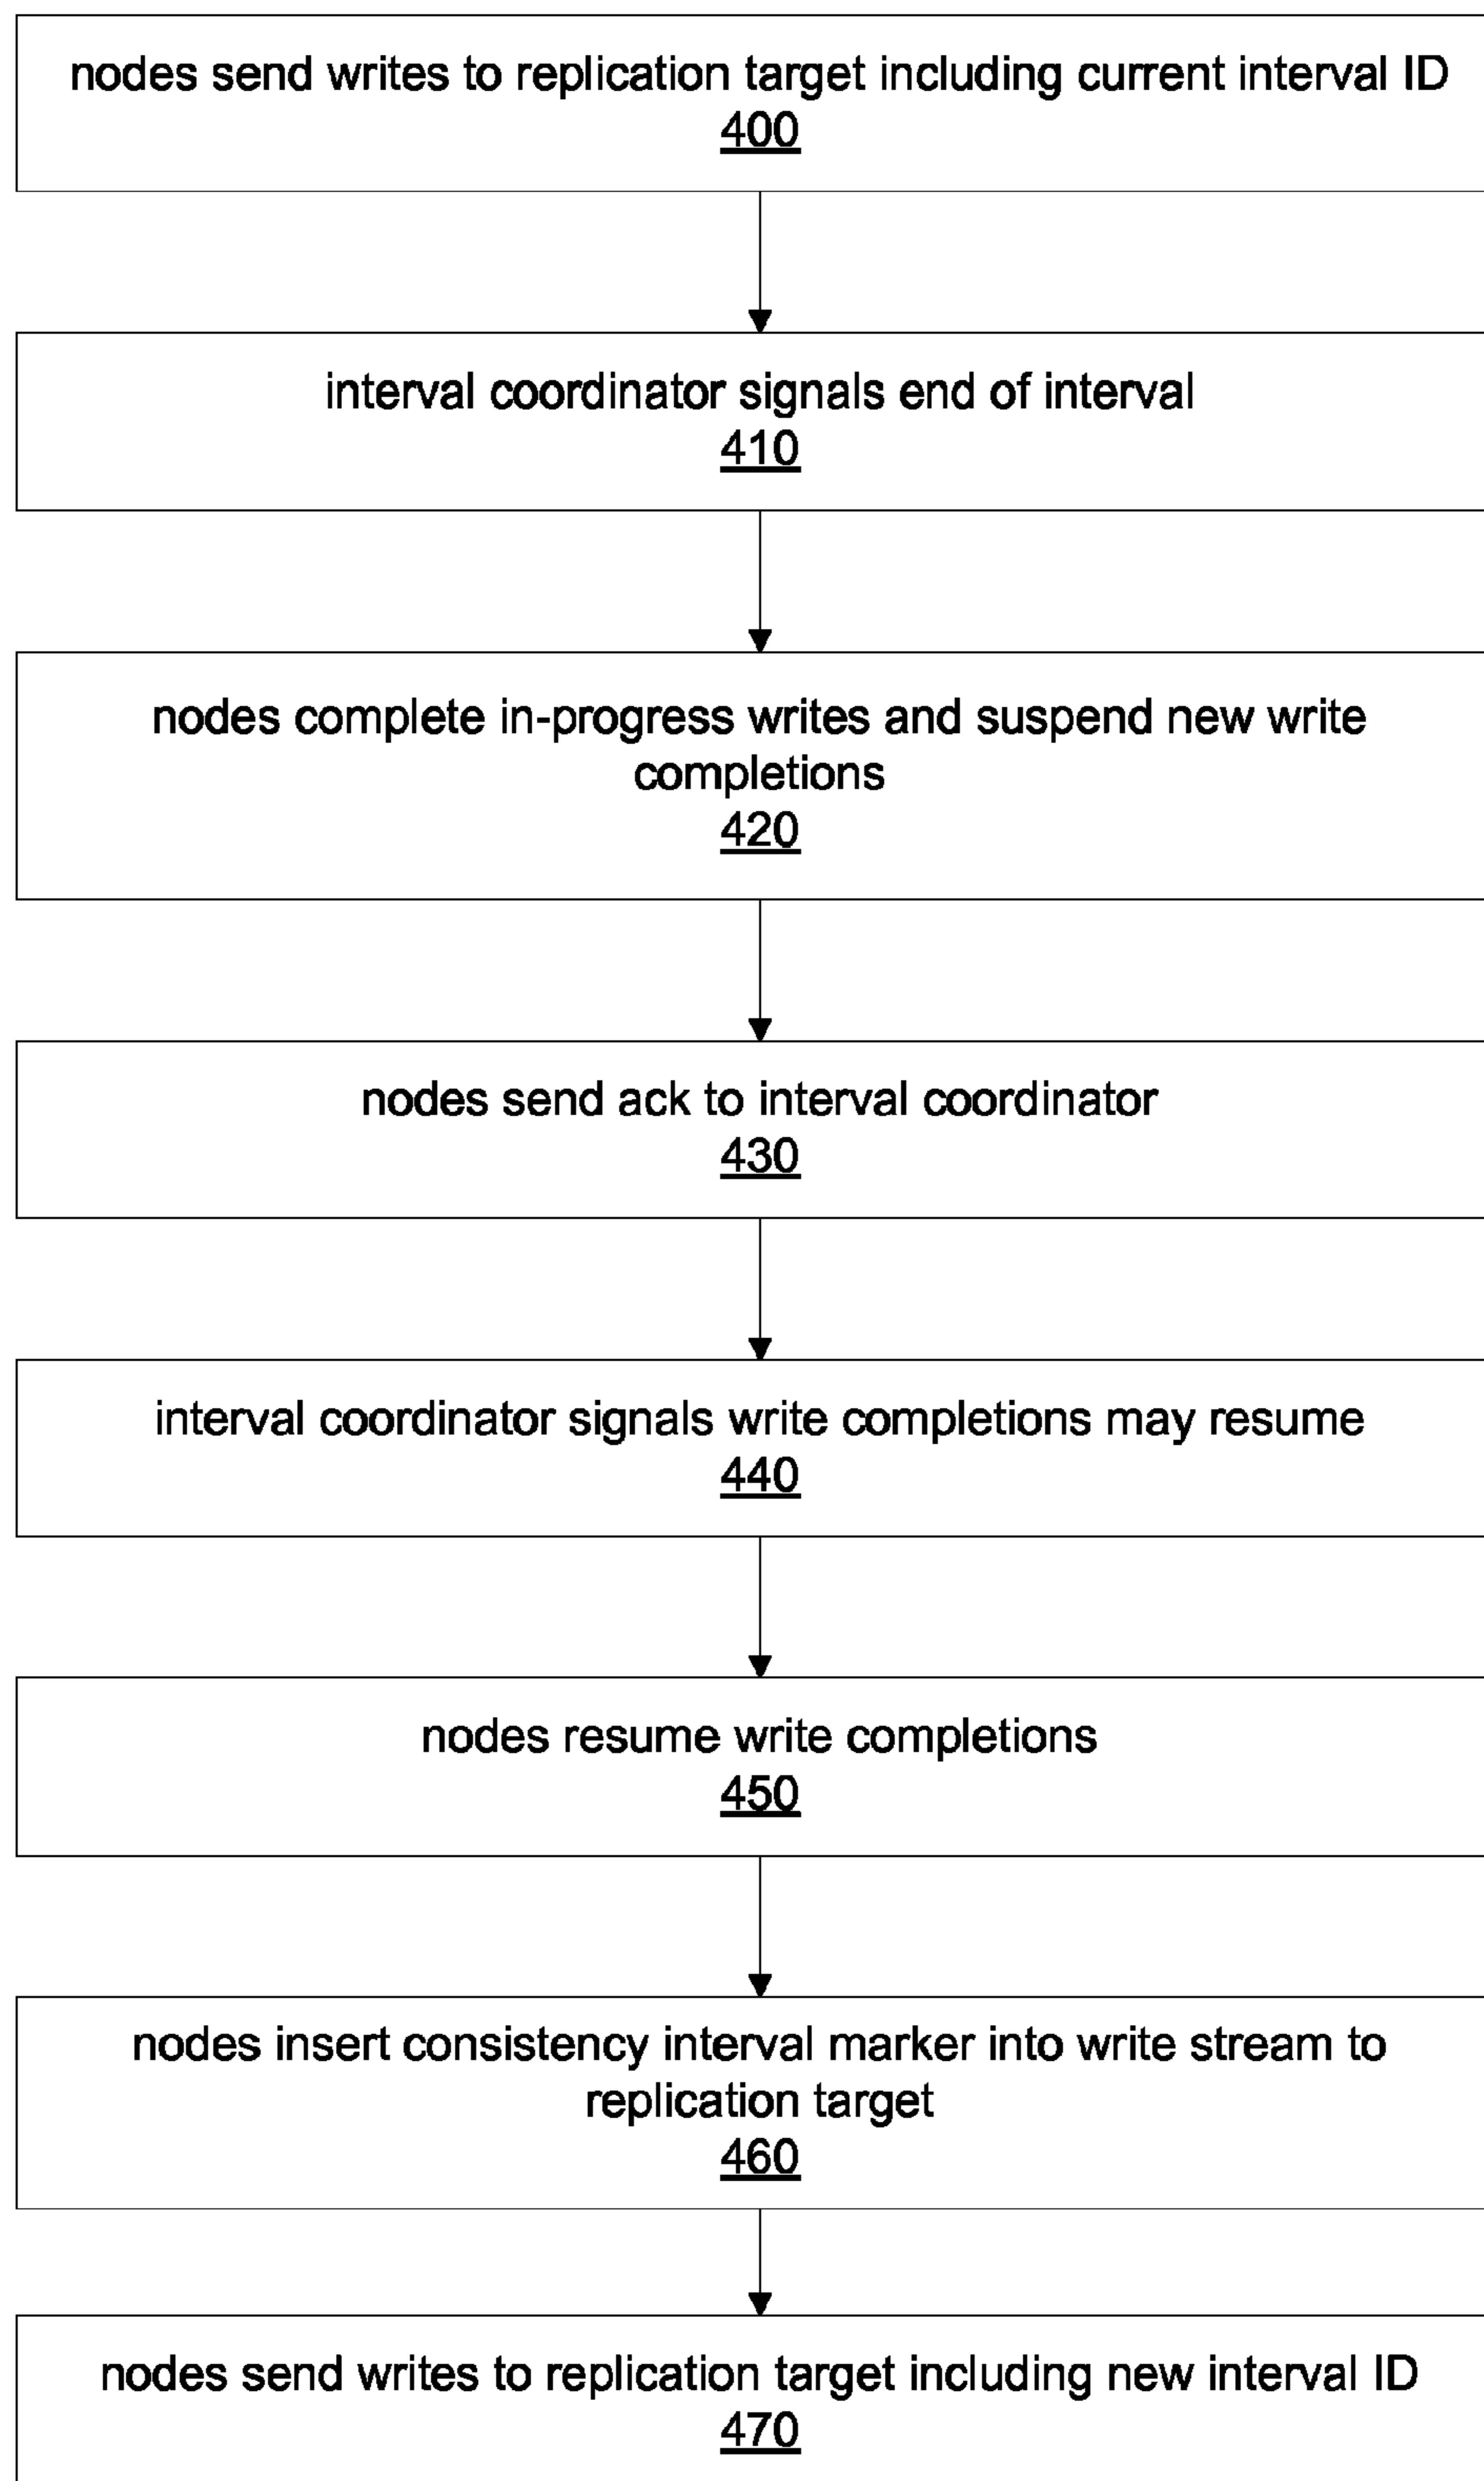 nodes send writes to replication target including current interval ID
400
interval coordinator signals end of interval
410
nodes complete in-progress writes and suspend new write
completions
420
nodes send ack to interval coordinator
430
interval coordinator signals write completions may resume
440
nodes resume write completions
450
nodes insert consistency interval marker into write stream to
replication target
460
nodes send writes to replication target including new interval ID
470